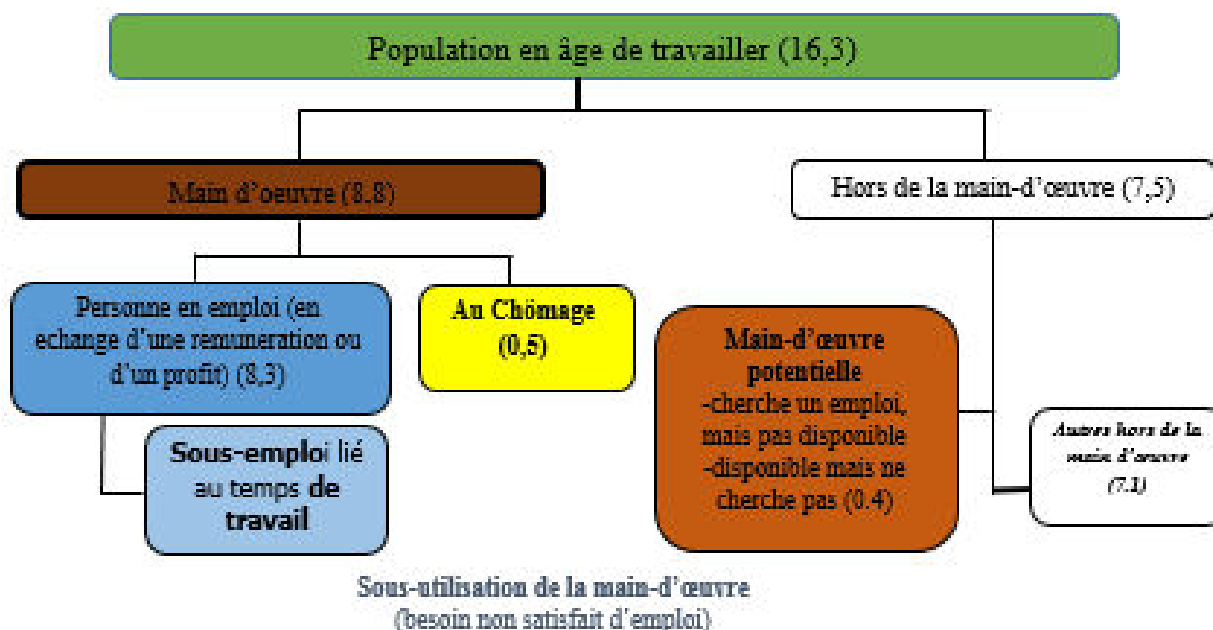 Population en âge de travailler (16,3)
Main d'oeuvre (8,8)
Hors de la main-d'œuvre (7,5)
Personne en emploi (en
echange d'une remuneration ou
d'un profit) (8,3)
Au Chômage
(0,5)
Main-d'œuvre
potentielle
-cherche un emploi,
mais pas disponible
-disponible mais ne
cherche pas (0.4)
Autres hors de la
main d'œuvre
(7.1)
Sous-emploi lié
au temps de
travail
Sous-utilisation de la main-d'œuvre
(besoin non satisfait d'emploi)